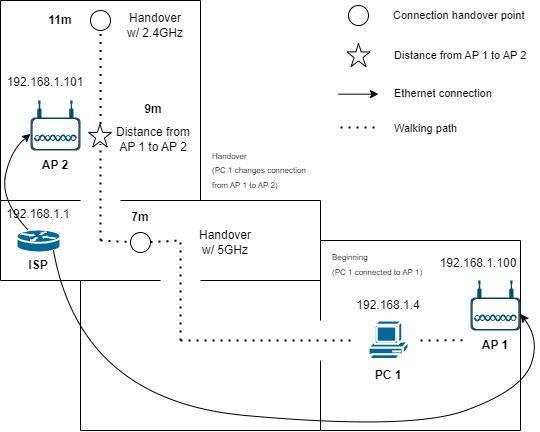 11m
Handover
w/ 2.4GHz
Connection handover point
Distance from AP 1 to AP 2
Ethernet connection
Walking path
192.168.1.101
9m
Distance from
AP 1 to AP 2
AP 2
Handover
(PC 1 changes connection
from AP 1 to AP 2)
192.168.1.1
7m
Handover
w/ 5GHz
ISP
Beginning
(PC 1 connected to AP 1)
192.168.1.100
192.168.1.4
AP 1
PC 1